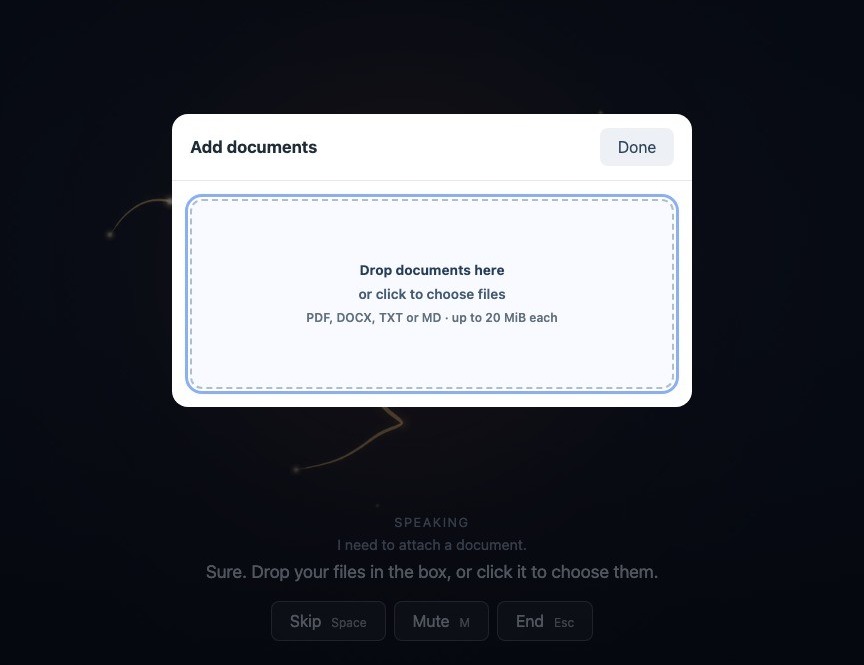 Add documents
Done
Drop documents here
or click to choose files
PDF, DOCX, TXT or MD · up to 20 MiB each
SPEAKING
I need to attach a document.
Sure. Drop your files in the box, or click it to choose them.
Skip Space
Mute M
End Esc